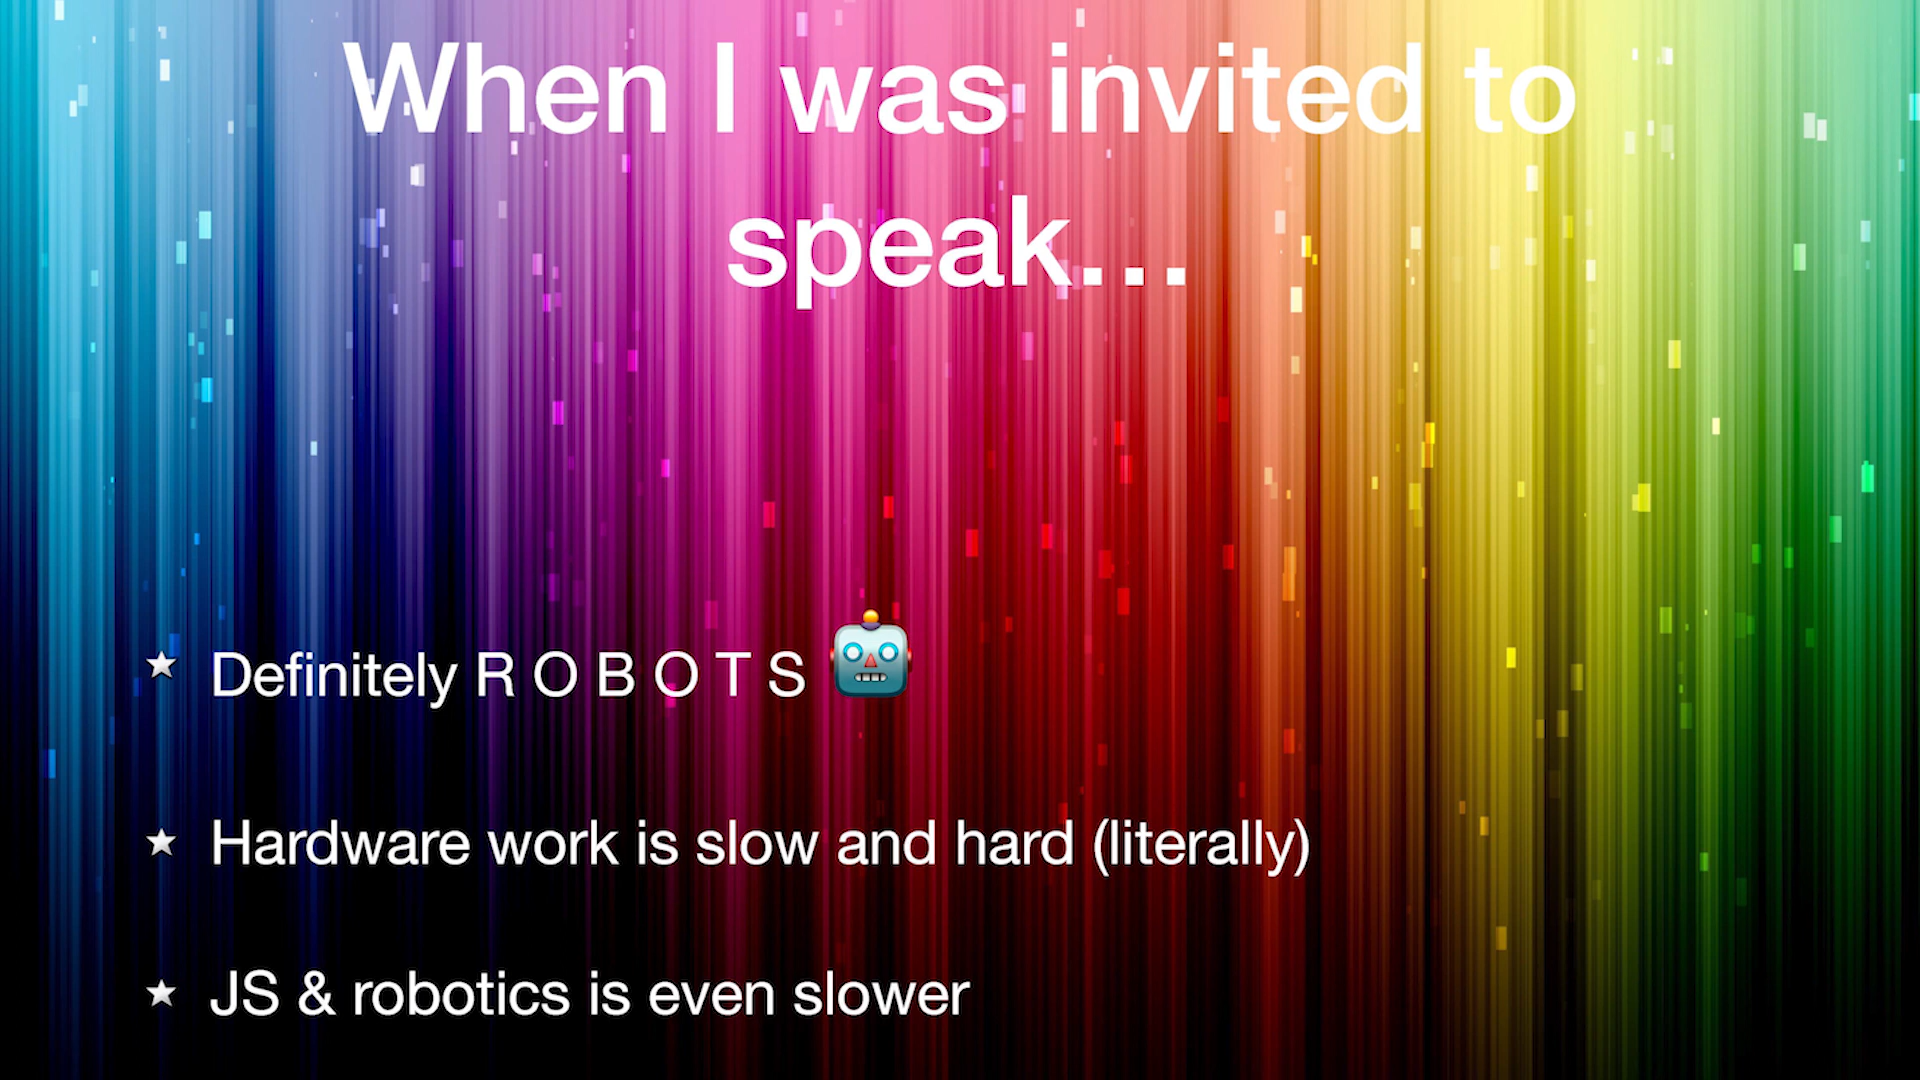 When I was invited to
speak…
Definitely R O B O T S 🤖
Hardware work is slow and hard (literally)
JS & robotics is even slower